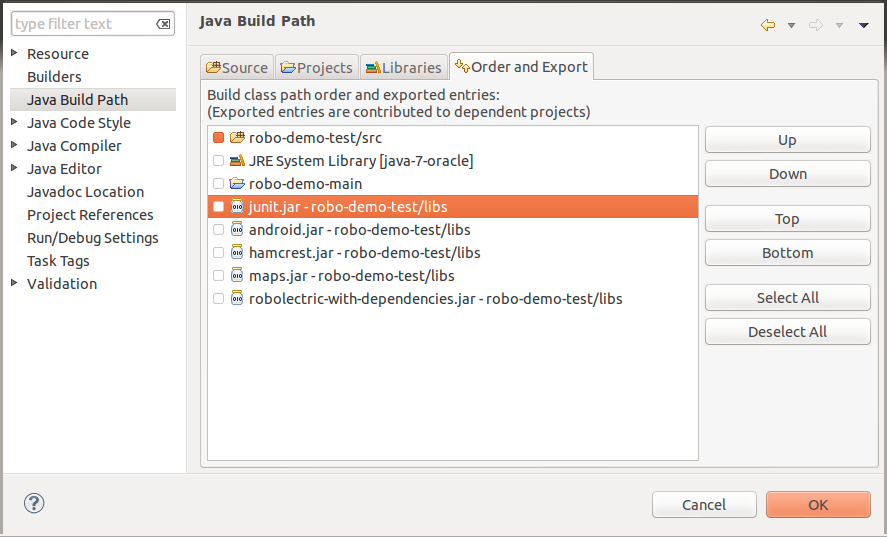 type filter text
Resource
Builders
Java Build Path
Java Code Style
Java Compiler
Java Editor
Javadoc Location
Project References
Run/Debug Settings
Task Tags
Validation
Java Build Path
Source
Projects
Libraries
Order and Export
Build class path order and exported entries:
(Exported entries are contributed to dependent projects)
robo-demo-test/src
JRE System Library [java-7-oracle]
robo-demo-main
junit.jar - robo-demo-test/libs
android.jar - robo-demo-test/libs
hamcrest.jar - robo-demo-test/libs
maps.jar - robo-demo-test/libs
robolectric-with-dependencies.jar - robo-demo-test/libs
Up
Down
Top
Bottom
Select All
Deselect All
?
Cancel
OK